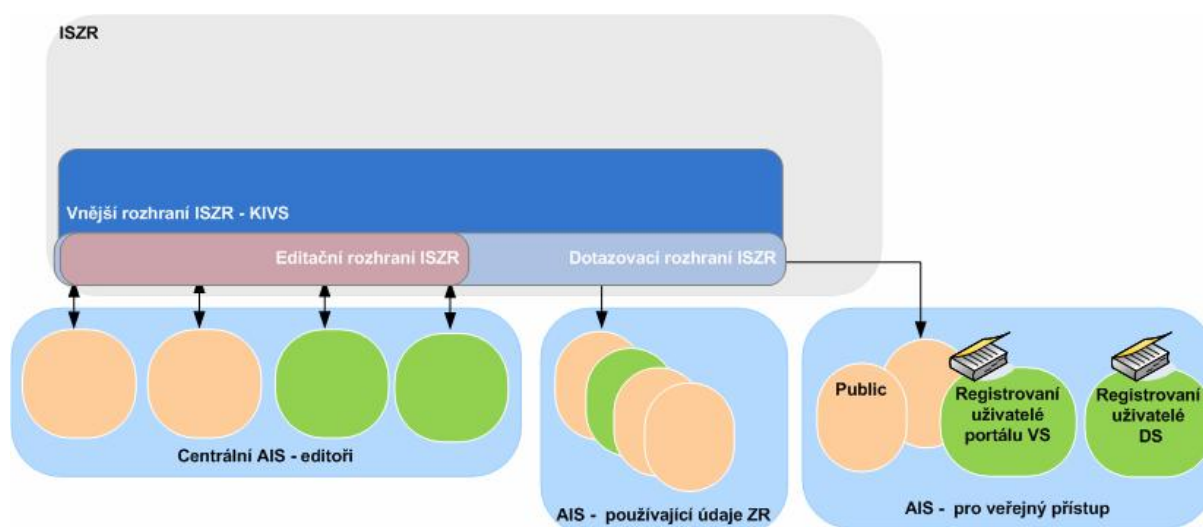 ISZR
Vnější rozhraní ISZR - KIVS
Editační rozhraní ISZR
Dotazovací rozhraní ISZR
Centrální AIS - editoři
AIS - používající údaje ZR
Public
Registrovaní
uživatelé
portálu VS
Registrovaní
uživatelé
DS
AIS - pro veřejný přístup